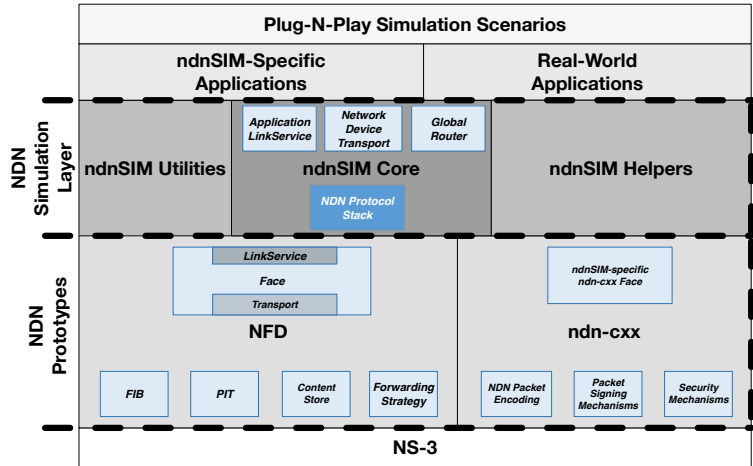 Plug-N-Play Simulation Scenarios
ndnSIM-Specific
Applications
Real-World
Applications
NDN
Simulation
Layer
Application
LinkService
Network
Device
Transport
Global
Router
ndnSIM Utilities
ndnSIM Core
ndnSIM Helpers
NDN Protocol
Stack
NDN
Prototypes
LinkService
Face
Transport
NFD
ndnSIM-specific
ndn-cxx Face
ndn-cxx
FIB
PIT
Content
Store
Forwarding
Strategy
NDN Packet
Encoding
Packet
Signing
Mechanisms
Security
Mechanisms
NS-3